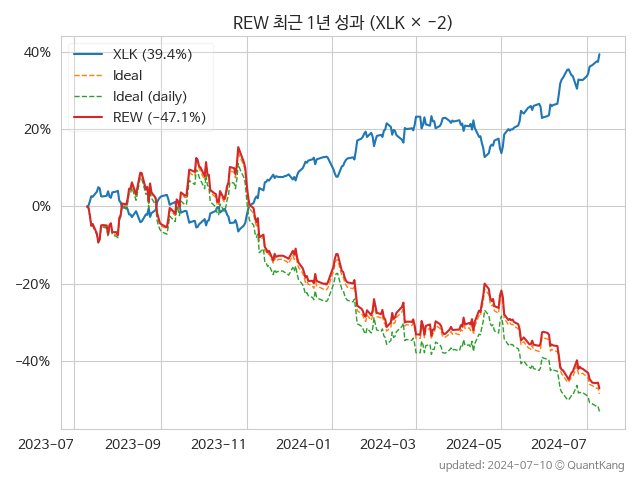 REW 최근 1년 성과 (XLK × −2)
XLK (39.4%)
Ideal
Ideal (daily)
REW (−47.1%)
40%
20%
0%
−20%
−40%
2023-07
2023-09
2023-11
2024-01
2024-03
2024-05
2024-07
updated: 2024-07-10 © QuantKang